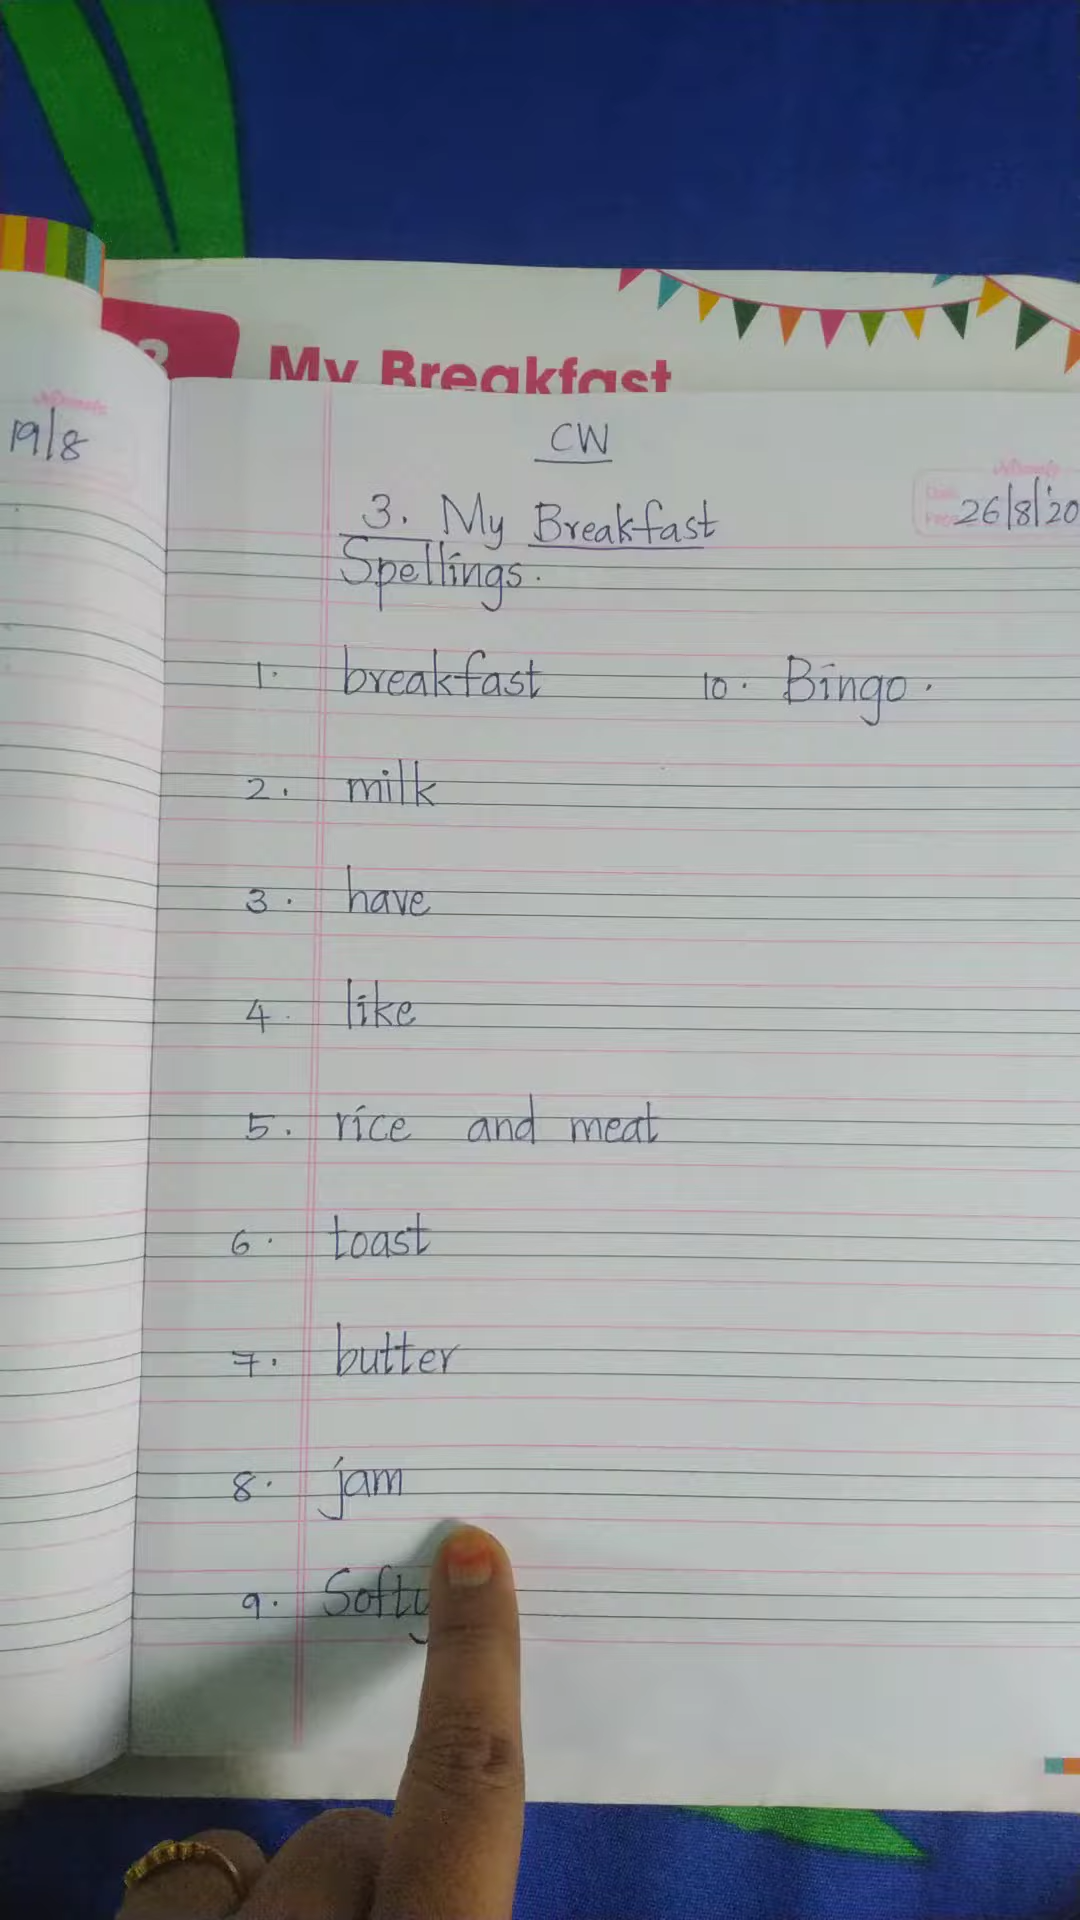 My Breakfast
19/8
CW
26/8/'20
3. My Breakfast
Spellings.
1. breakfast
10. Bingo.
2. milk
3. have
4. like
5. rice and meat
6. toast
7. butter
8. jam
9. Softy